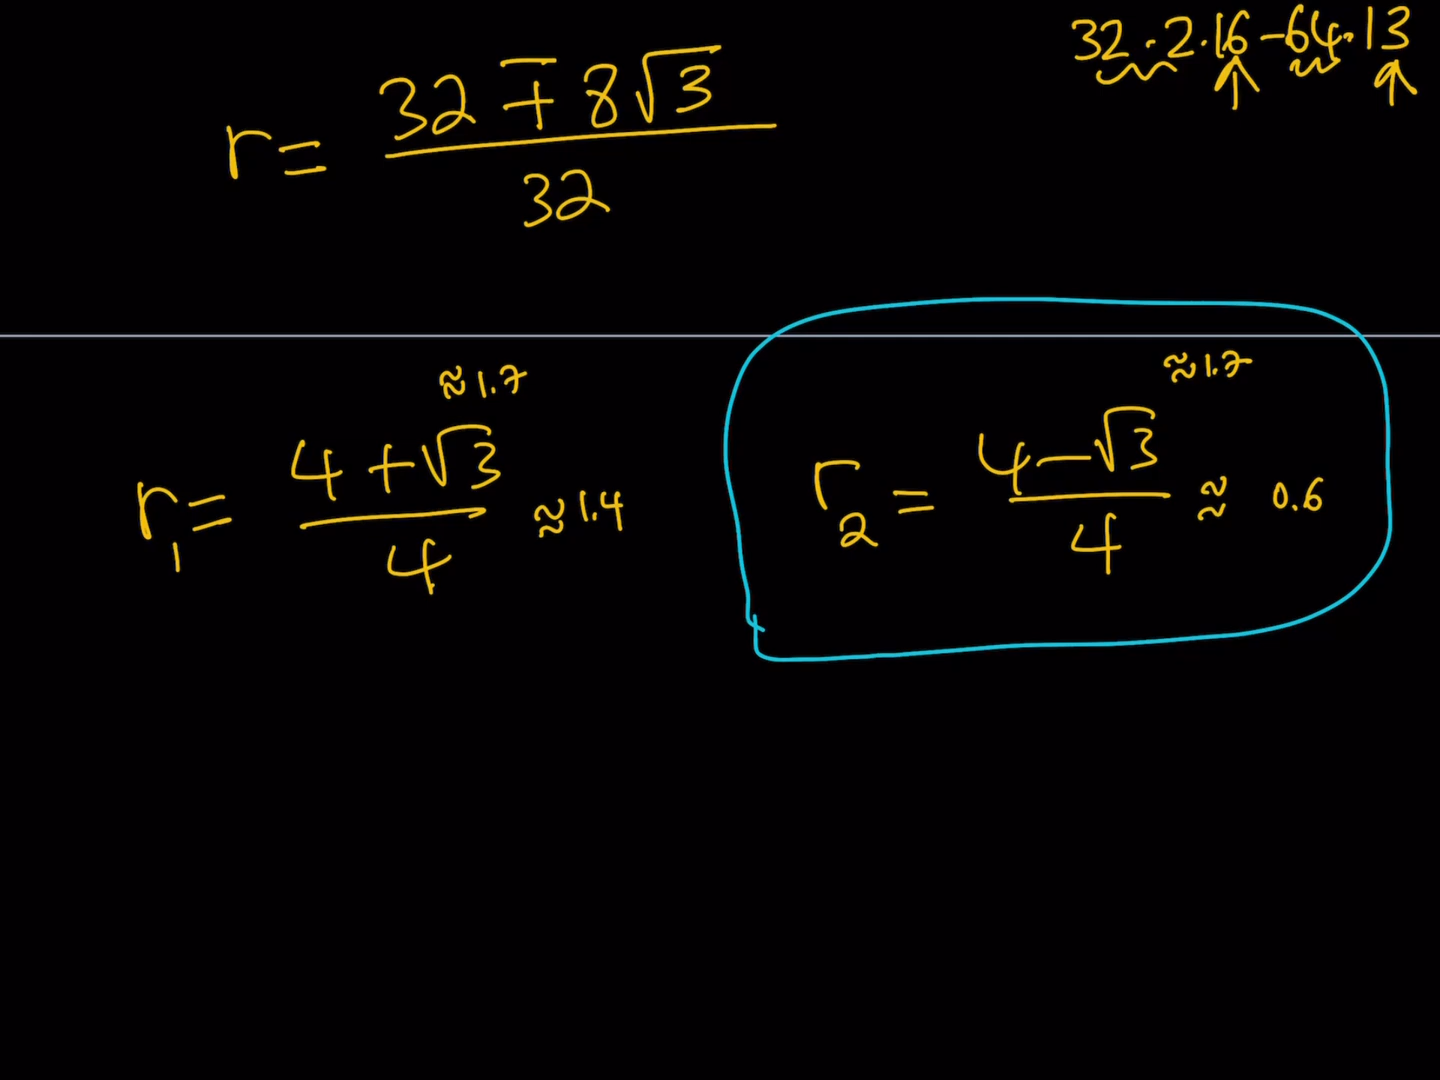 32·2·16-64·13
r= (32∓8√3)/32
≈1.7
≈1.7
r₁= (4+√3)/4 ≈1.4
r₂= (4-√3)/4 ≈ 0.6